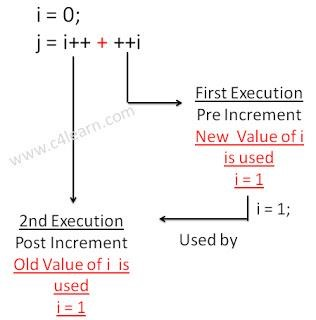 i = 0;
j = i++ + ++i
First Execution
Pre Increment
New Value of i
is used
i = 1
www.c4learn.com
i = 1;
Used by
2nd Execution
Post Increment
Old Value of i is
used
i = 1